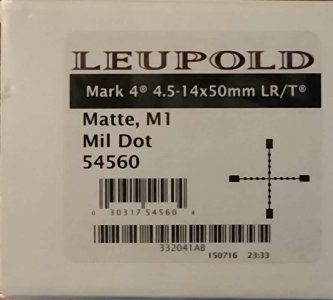 LEUPOLD
Mark 4® 4.5-14x50mm LR/T®
Matte, M1
Mil Dot
54560
0 30317 54560 4
332041AB
150716 23:33